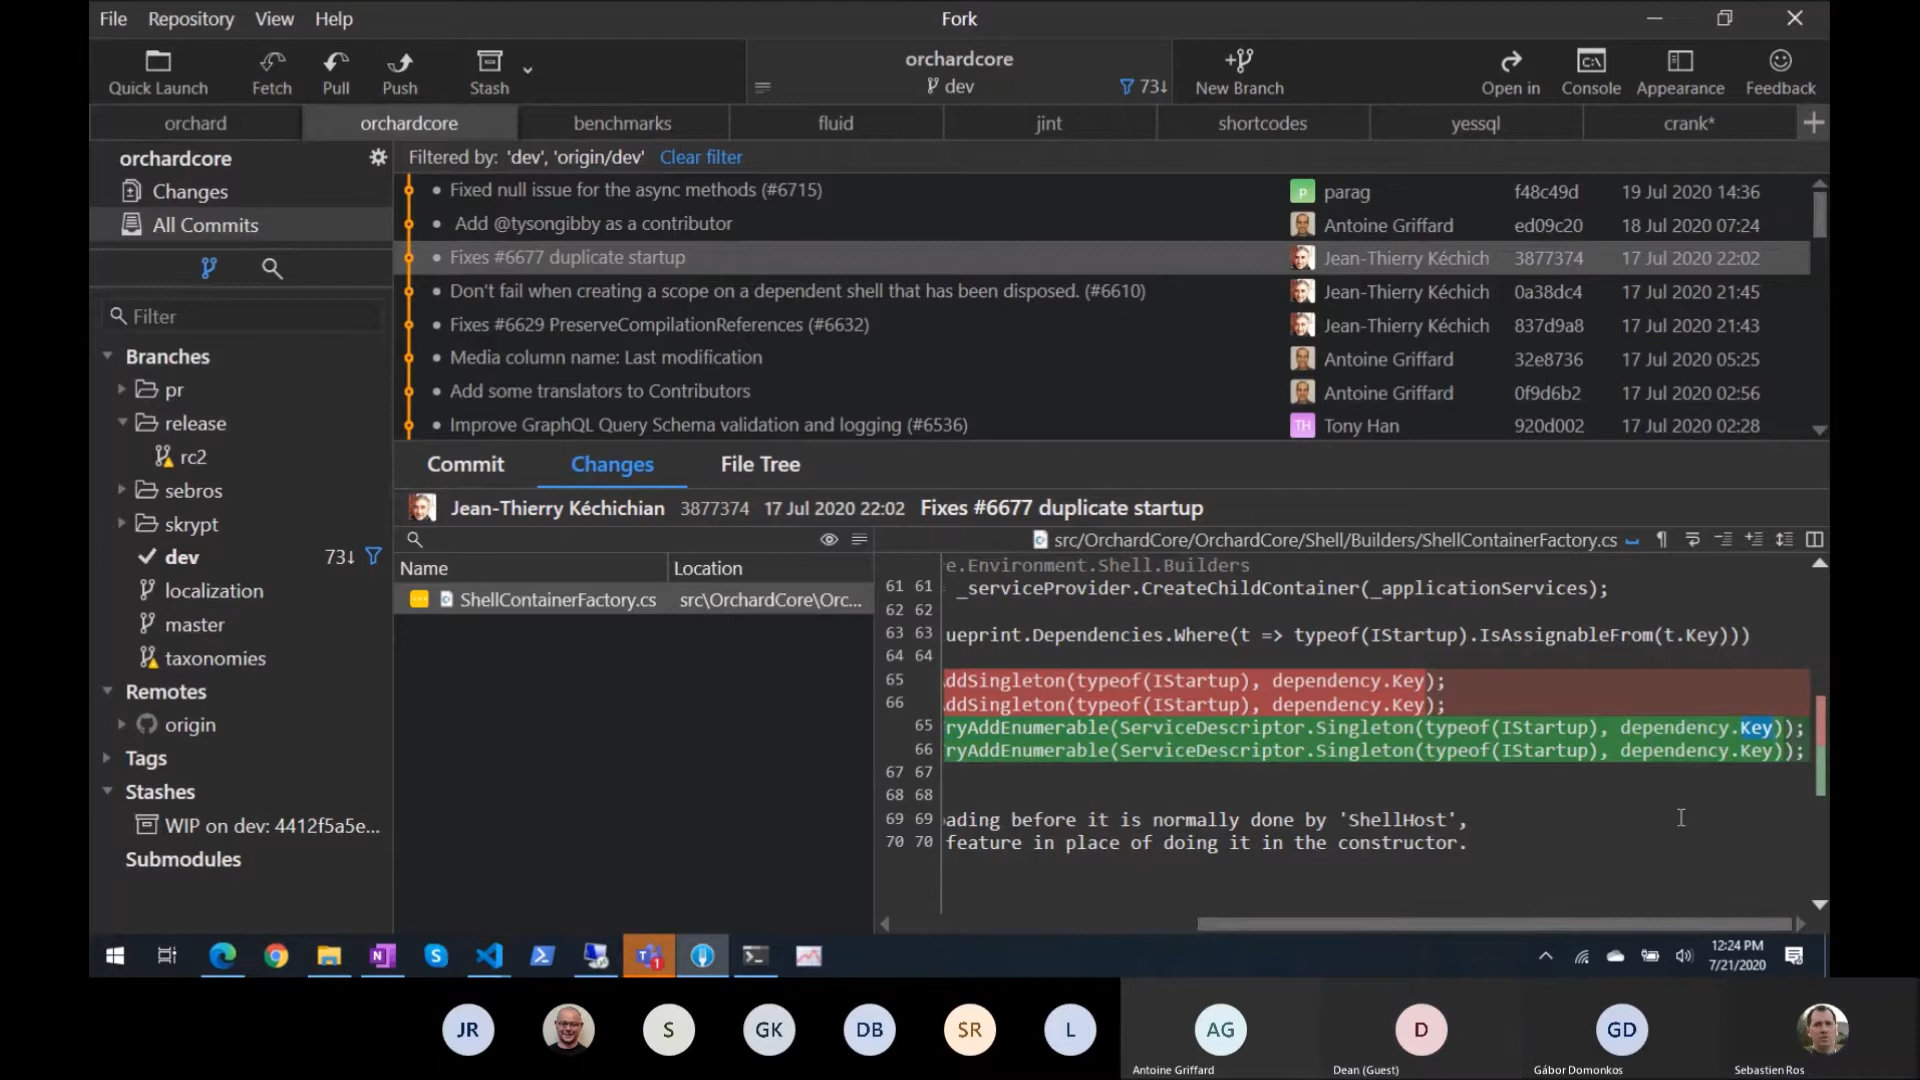 File Repository View Help
Fork
Quick Launch
Fetch
Pull
Push
Stash
orchardcore
dev
73↓
New Branch
Open in
Console
Appearance
Feedback
orchard
orchardcore
benchmarks
fluid
jint
shortcodes
yessql
crank*
orchardcore
Changes
All Commits
Filter
Branches
pr
release
rc2
sebros
skrypt
dev 73↓
localization
master
taxonomies
Remotes
origin
Tags
Stashes
WIP on dev: 4412f5a5e...
Submodules
Filtered by: 'dev', 'origin/dev' Clear filter
Fixed null issue for the async methods (#6715) P parag f48c49d 19 Jul 2020 14:36
Add @tysongibby as a contributor Antoine Griffard ed09c20 18 Jul 2020 07:24
Fixes #6677 duplicate startup Jean-Thierry Kéchich 3877374 17 Jul 2020 22:02
Don't fail when creating a scope on a dependent shell that has been disposed. (#6610) Jean-Thierry Kéchich 0a38dc4 17 Jul 2020 21:45
Fixes #6629 PreserveCompilationReferences (#6632) Jean-Thierry Kéchich 837d9a8 17 Jul 2020 21:43
Media column name: Last modification Antoine Griffard 32e8736 17 Jul 2020 05:25
Add some translators to Contributors Antoine Griffard 0f9d6b2 17 Jul 2020 02:56
Improve GraphQL Query Schema validation and logging (#6536) TH Tony Han 920d002 17 Jul 2020 02:28
Commit Changes File Tree
Jean-Thierry Kéchichian 3877374 17 Jul 2020 22:02 Fixes #6677 duplicate startup
Name Location
ShellContainerFactory.cs src\OrchardCore\Orc...
src/OrchardCore/OrchardCore/Shell/Builders/ShellContainerFactory.cs
e.Environment.Shell.Builders
61 61 _serviceProvider.CreateChildContainer(_applicationServices);
62 62
63 63 ueprint.Dependencies.Where(t => typeof(IStartup).IsAssignableFrom(t.Key)))
64 64
65 ddSingleton(typeof(IStartup), dependency.Key);
66 ddSingleton(typeof(IStartup), dependency.Key);
65 ryAddEnumerable(ServiceDescriptor.Singleton(typeof(IStartup), dependency.Key));
66 ryAddEnumerable(ServiceDescriptor.Singleton(typeof(IStartup), dependency.Key));
67 67
68 68
69 69 ading before it is normally done by 'ShellHost',
70 70 feature in place of doing it in the constructor.
12:24 PM
7/21/2020
JR
S
GK
DB
SR
L
AG
D
GD
Antoine Griffard
Dean (Guest)
Gábor Domonkos
Sebastien Ros